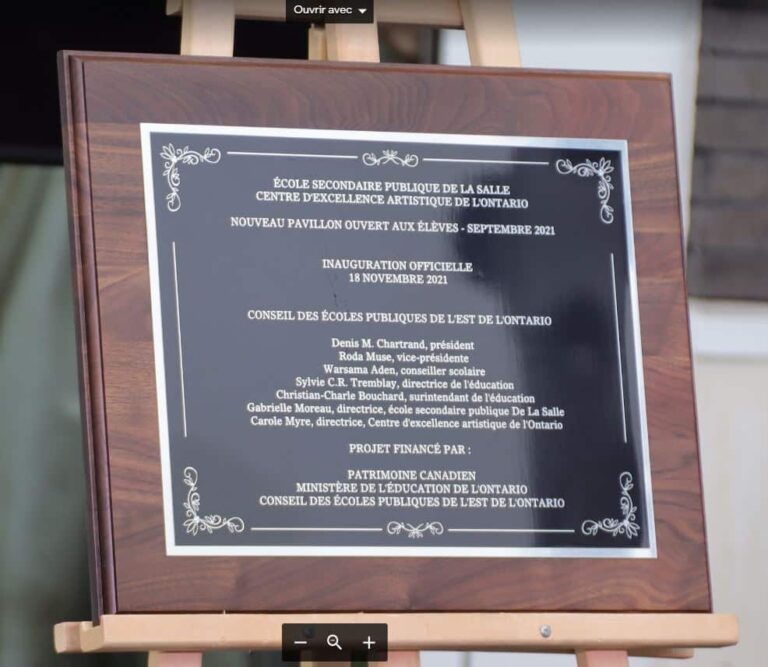 Ouvrir avec
ÉCOLE SECONDAIRE PUBLIQUE DE LA SALLE
CENTRE D'EXCELLENCE ARTISTIQUE DE L'ONTARIO
NOUVEAU PAVILLON OUVERT AUX ÉLÈVES - SEPTEMBRE 2021
INAUGURATION OFFICIELLE
18 NOVEMBRE 2021
CONSEIL DES ÉCOLES PUBLIQUES DE L'EST DE L'ONTARIO
Denis M. Chartrand, président
Roda Muse, vice-présidente
Warsama Aden, conseiller scolaire
Sylvie C.R. Tremblay, directrice de l'éducation
Christian-Charle Bouchard, surintendant de l'éducation
Gabrielle Moreau, directrice, école secondaire publique De La Salle
Carole Myre, directrice, Centre d'excellence artistique de l'Ontario
PROJET FINANCÉ PAR :
PATRIMOINE CANADIEN
MINISTÈRE DE L'ÉDUCATION DE L'ONTARIO
CONSEIL DES ÉCOLES PUBLIQUES DE L'EST DE L'ONTARIO